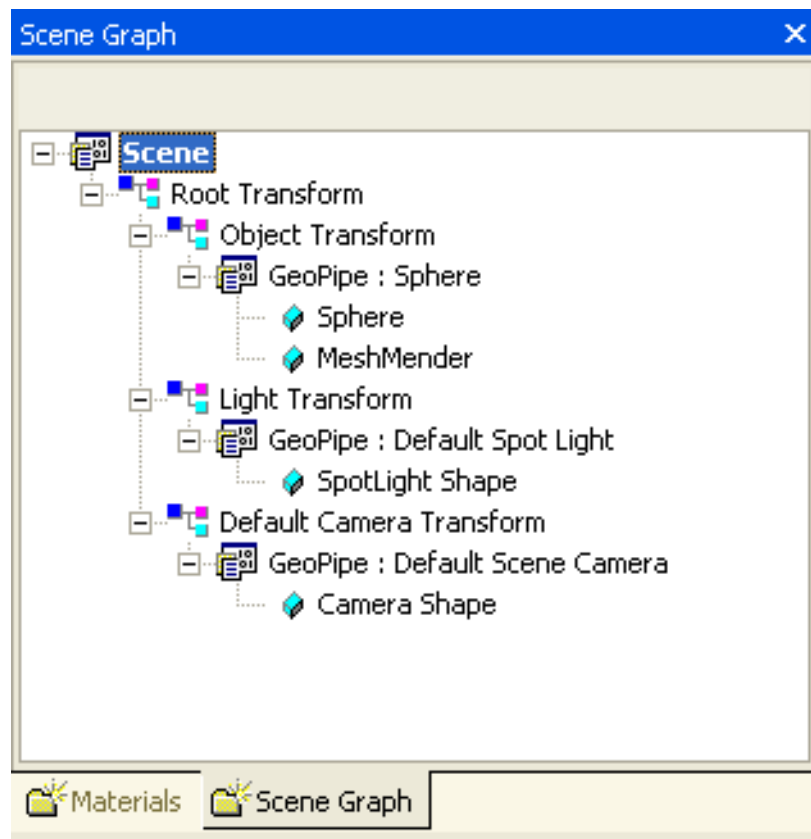 Scene Graph
Scene
Root Transform
Object Transform
GeoPipe : Sphere
Sphere
MeshMender
Light Transform
GeoPipe : Default Spot Light
SpotLight Shape
Default Camera Transform
GeoPipe : Default Scene Camera
Camera Shape
Materials Scene Graph